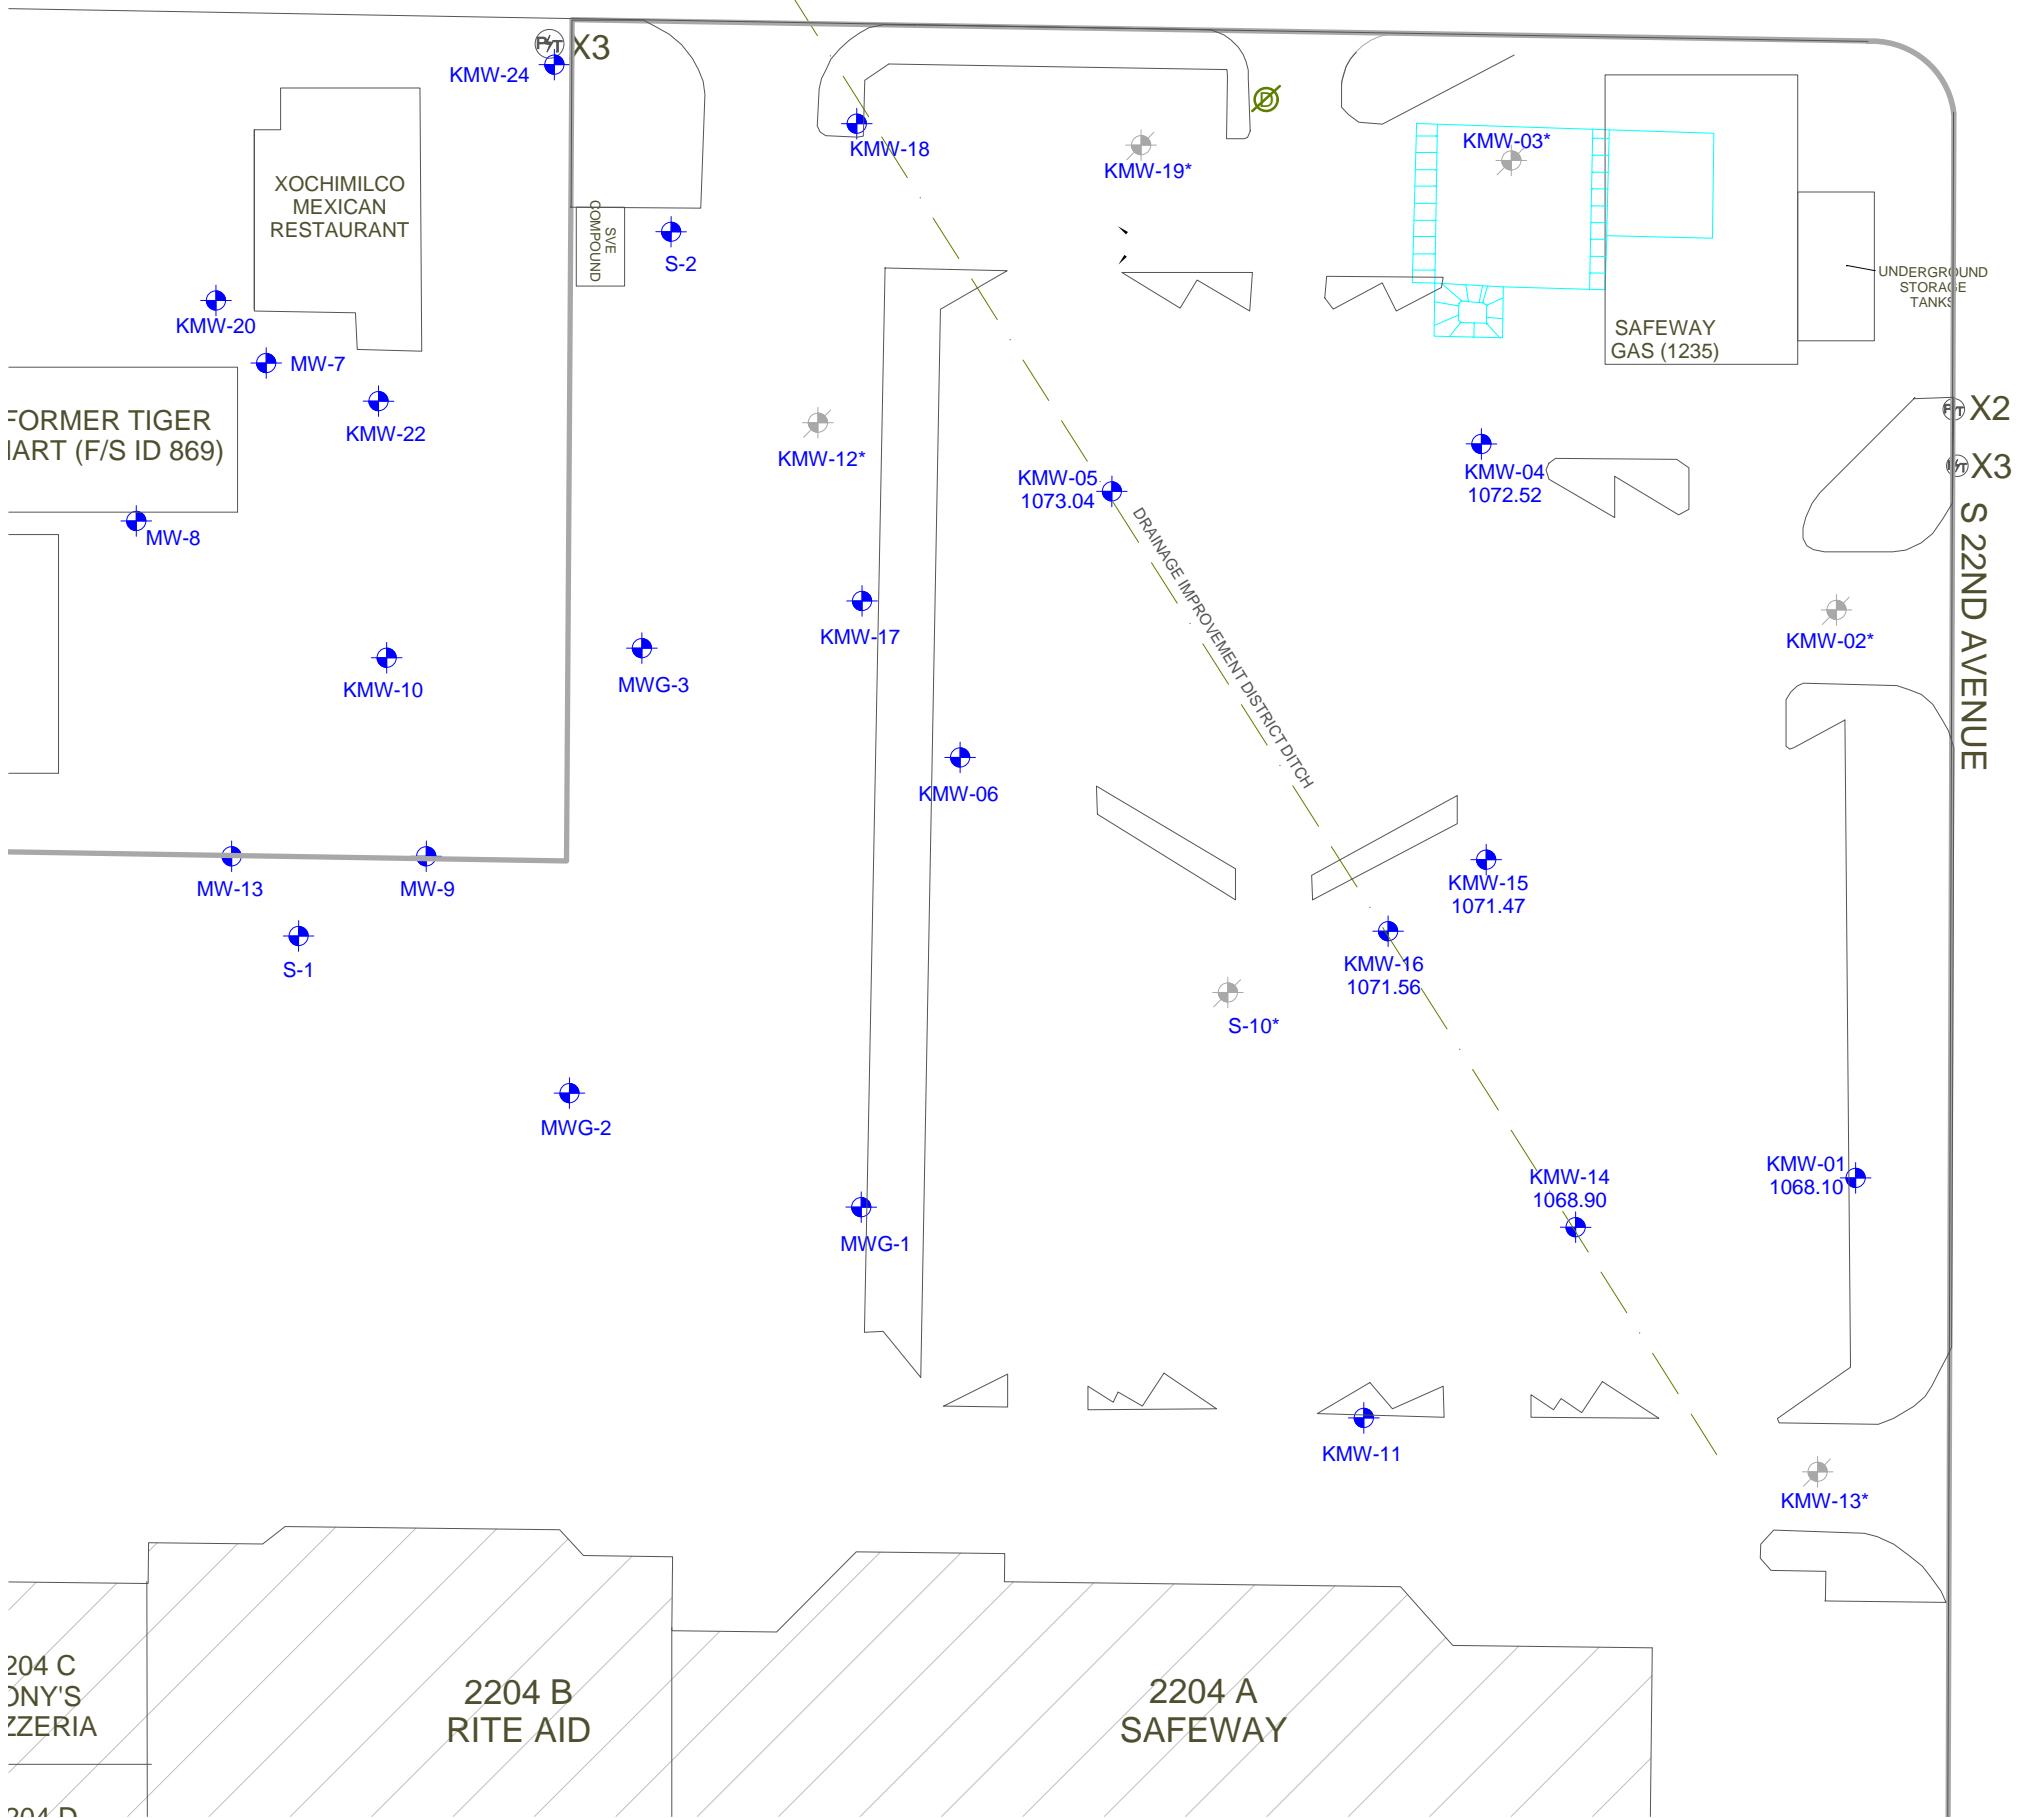 X3
KMW-24
KMW-18
KMW-19*
KMW-03*
XOCHIMILCO
MEXICAN
RESTAURANT
SVE
COMPOUND
S-2
UNDERGROUND
STORAGE
TANKS
KMW-20
SAFEWAY
GAS (1235)
MW-7
FORMER TIGER
MART (F/S ID 869)
KMW-22
X2
KMW-12*
KMW-05
1073.04
KMW-04
1072.52
X3
MW-8
S 22ND AVENUE
DRAINAGE IMPROVEMENT DISTRICT DITCH
KMW-17
KMW-02*
KMW-10
MWG-3
KMW-06
MW-13
MW-9
KMW-15
1071.47
S-1
KMW-16
1071.56
S-10*
MWG-2
KMW-14
1068.90
KMW-01
1068.10
MWG-1
KMW-11
KMW-13*
204 C
ONY'S
ZZERIA
2204 B
RITE AID
2204 A
SAFEWAY
204 D